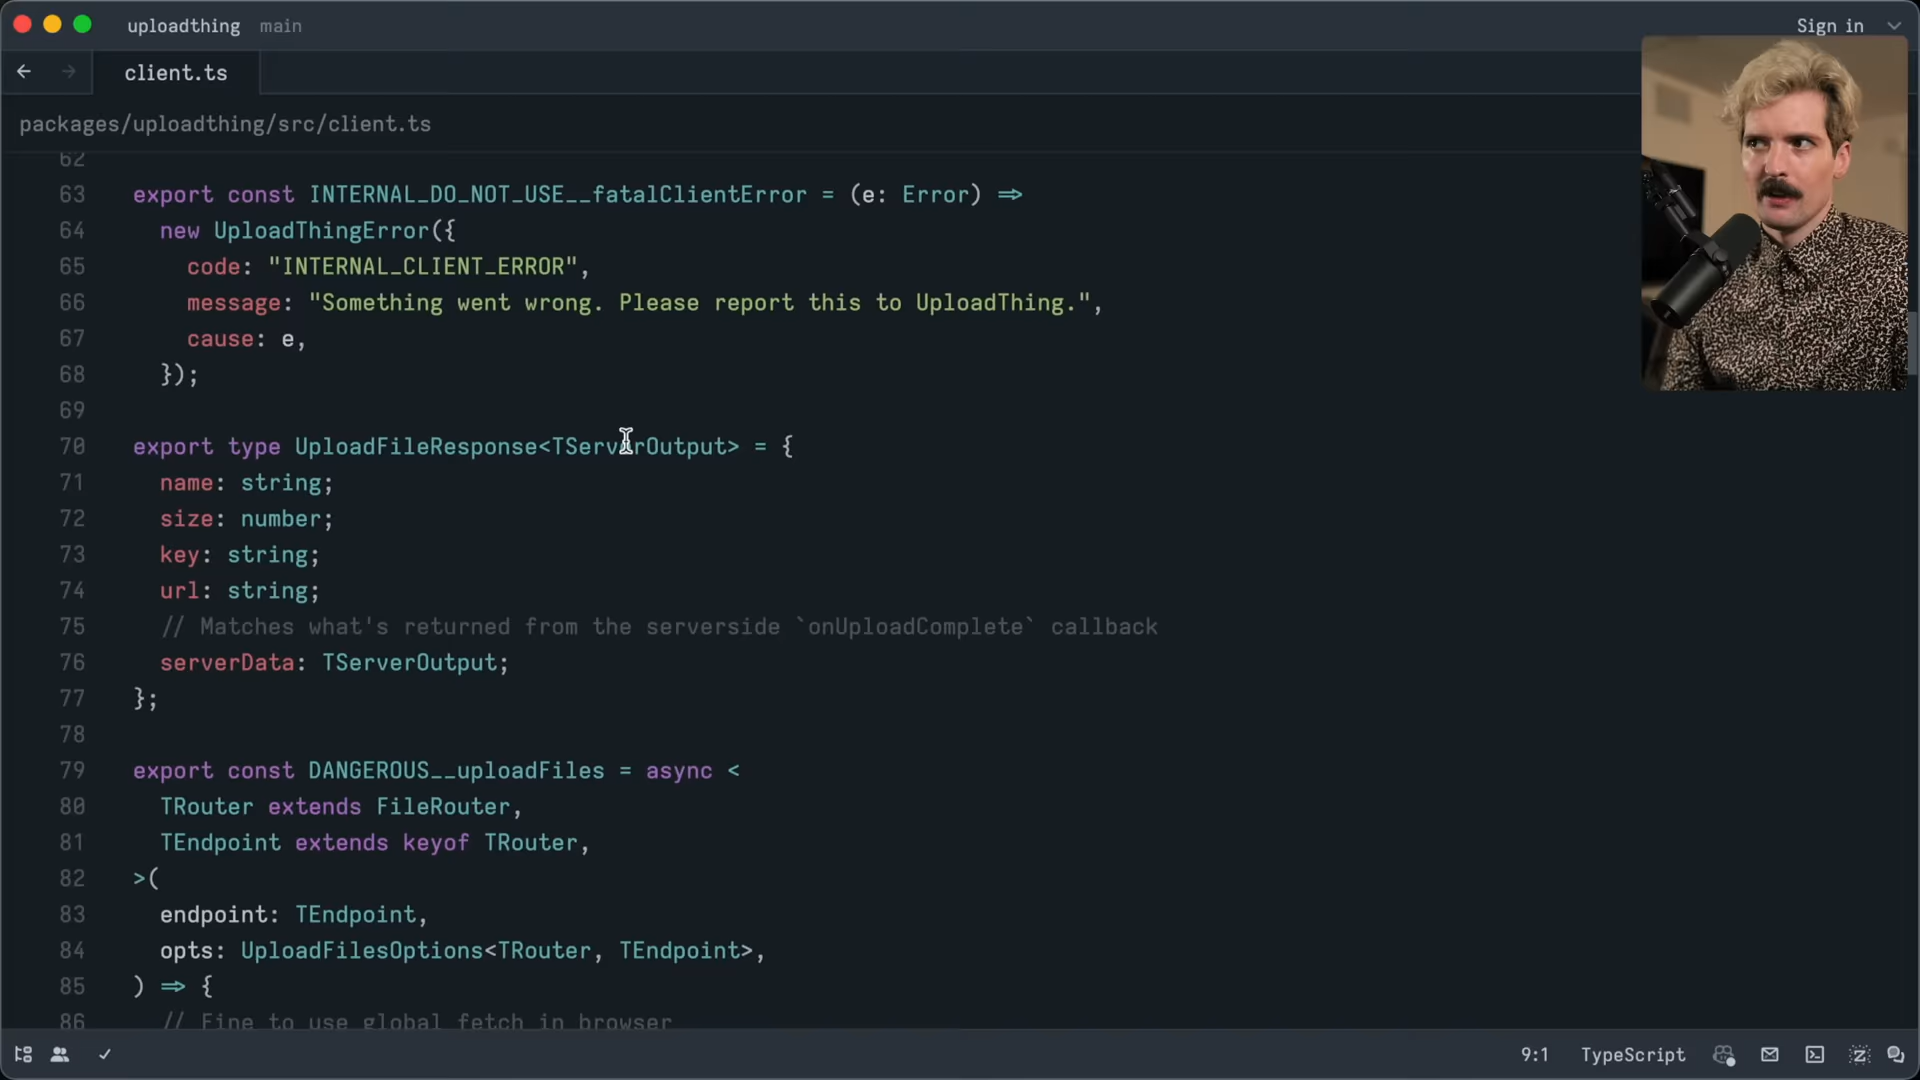 uploadthing main Sign in
client.ts
packages/uploadthing/src/client.ts
62
63 export const INTERNAL_DO_NOT_USE__fatalClientError = (e: Error) =>
64 new UploadThingError({
65 code: "INTERNAL_CLIENT_ERROR",
66 message: "Something went wrong. Please report this to UploadThing.",
67 cause: e,
68 });
69
70 export type UploadFileResponse<TServerOutput> = {
71 name: string;
72 size: number;
73 key: string;
74 url: string;
75 // Matches what's returned from the serverside `onUploadComplete` callback
76 serverData: TServerOutput;
77 };
78
79 export const DANGEROUS__uploadFiles = async <
80 TRouter extends FileRouter,
81 TEndpoint extends keyof TRouter,
82 >(
83 endpoint: TEndpoint,
84 opts: UploadFilesOptions<TRouter, TEndpoint>,
85 ) => {
86 // Fine to use global fetch in browser
9:1 TypeScript